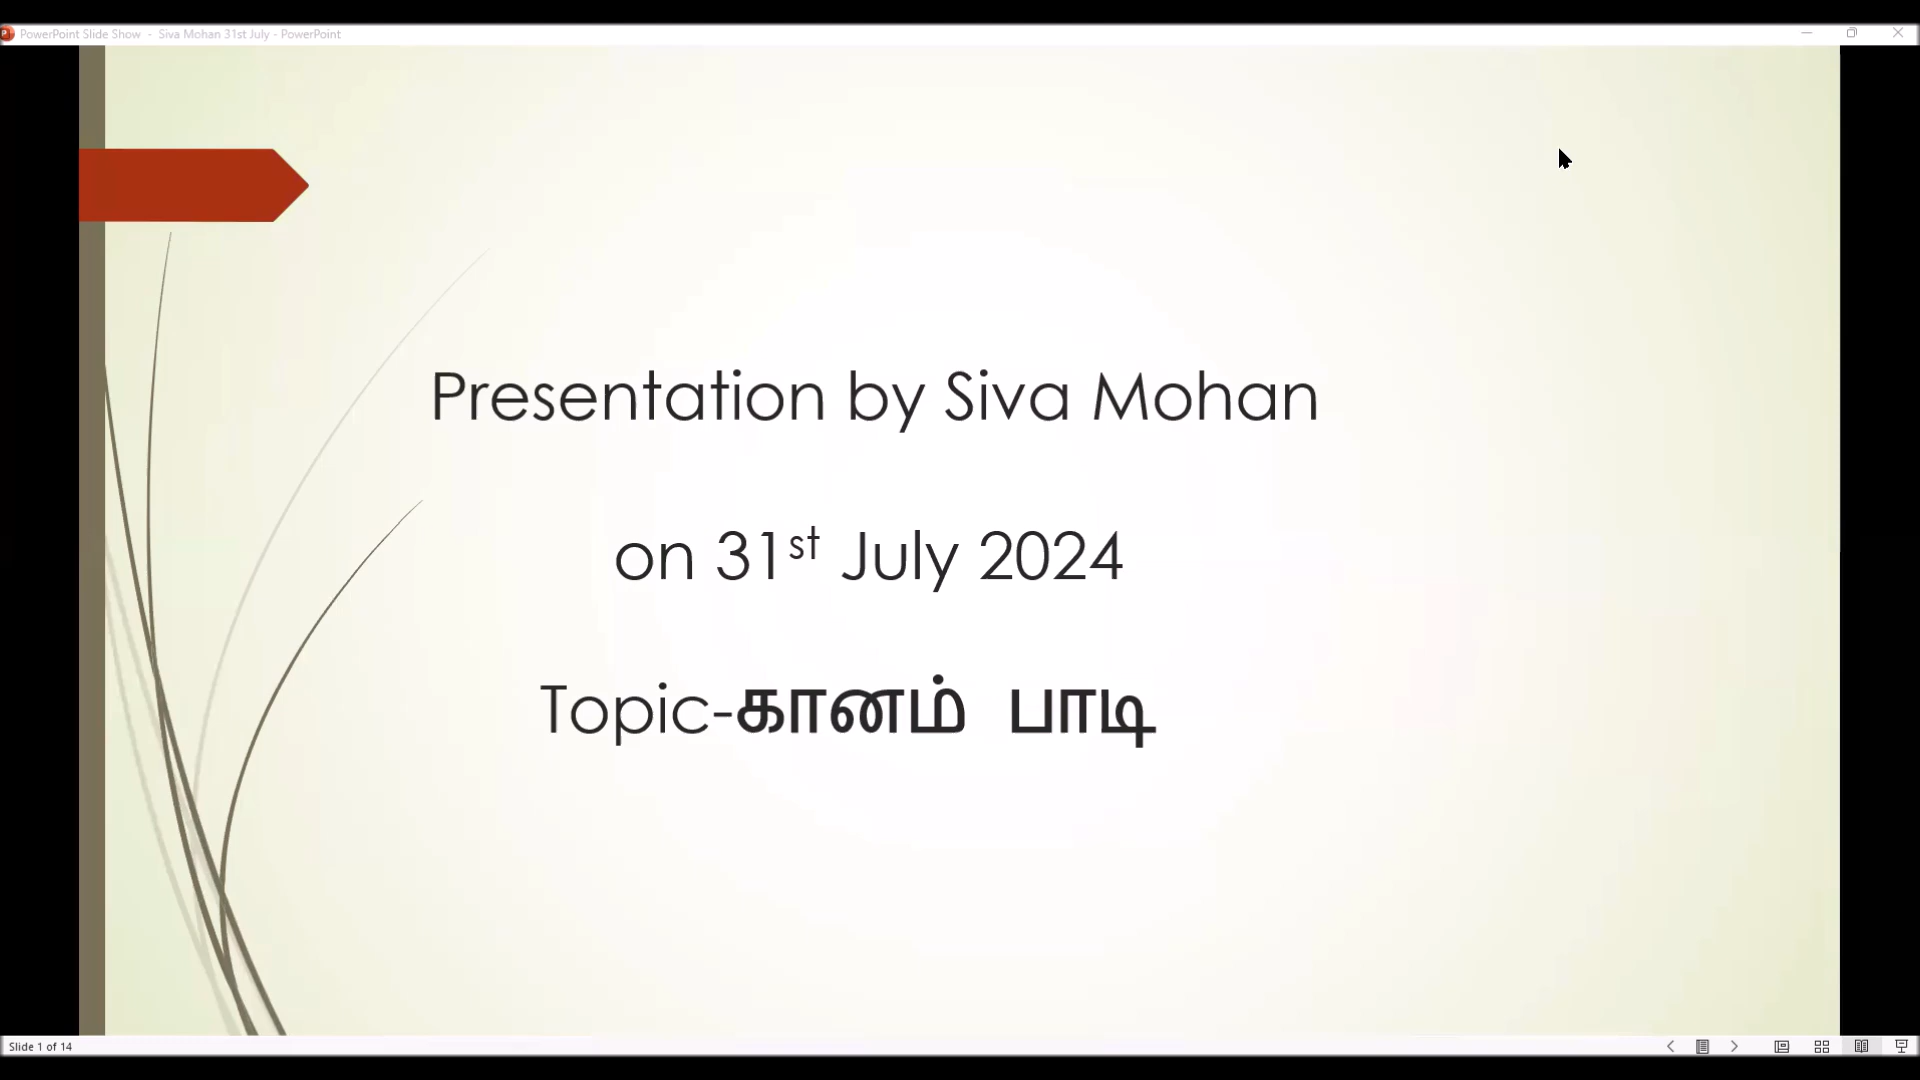 PowerPoint Slide Show - Siva Mohan 31st July - PowerPoint
Presentation by Siva Mohan
on 31st July 2024
Topic-கானம் பாடி
Slide 1 of 14